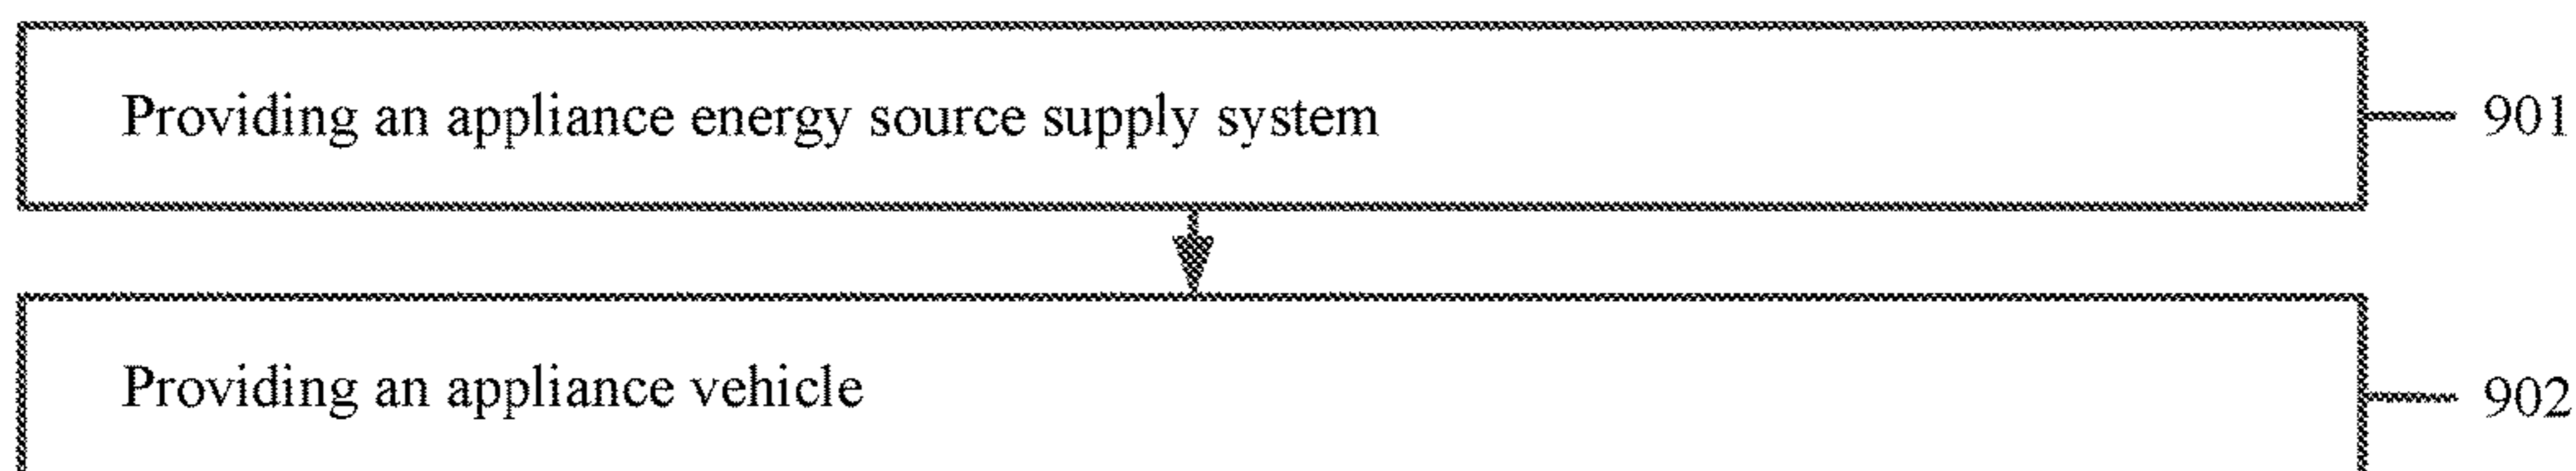 Providing an appliance energy source supply system
901
Providing an appliance vehicle
902